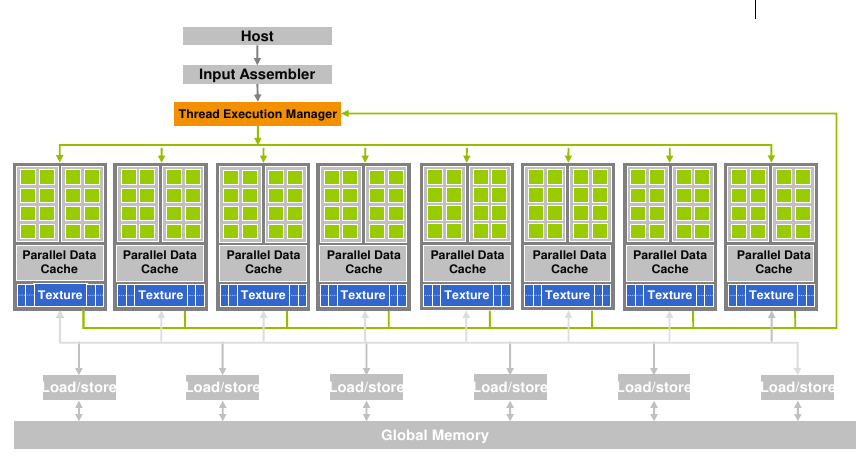 Host
Input Assembler
Thread Execution Manager
Parallel Data
Cache
Parallel Data
Cache
Parallel Data
Cache
Parallel Data
Cache
Parallel Data
Cache
Parallel Data
Cache
Parallel Data
Cache
Parallel Data
Cache
Texture
Texture
Texture
Texture
Texture
Texture
Texture
Texture
Load/store
Load/store
Load/store
Load/store
Load/store
Load/store
Global Memory